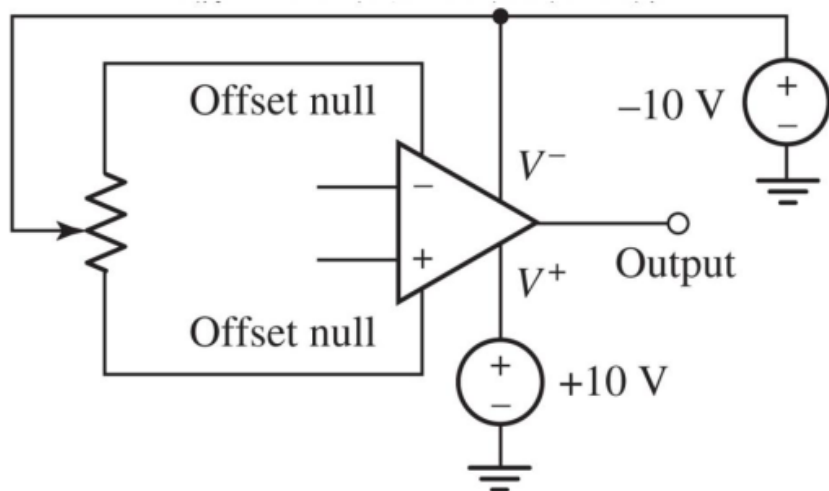 Offset null
−10 V
+
−
V⁻
−
+
Output
V⁺
Offset null
+
−
+10 V